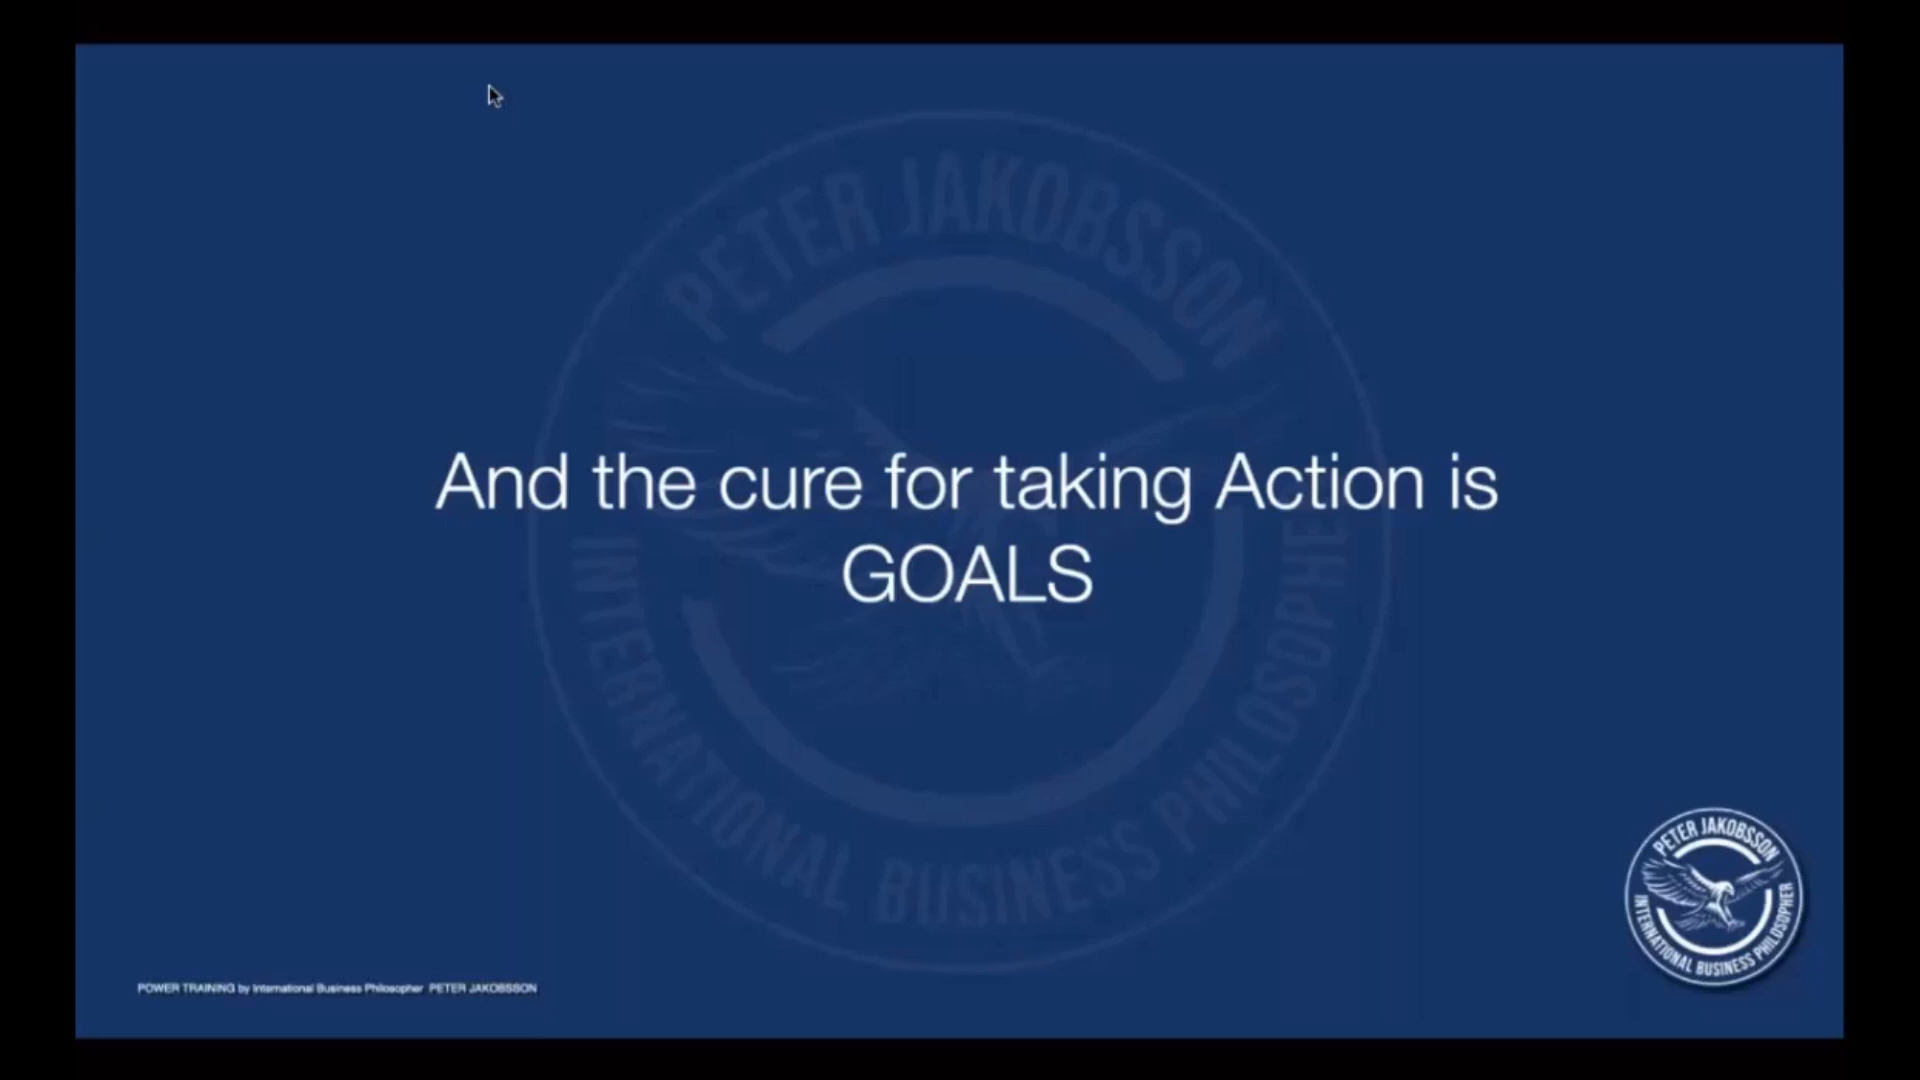 PETER JAKOBSSON
And the cure for taking Action is
GOALS
INTERNATIONAL BUSINESS PHILOSOPHER
PETER JAKOBSSON
INTERNATIONAL BUSINESS PHILOSOPHER
POWER TRAINING by International Business Philosopher PETER JAKOBSSON